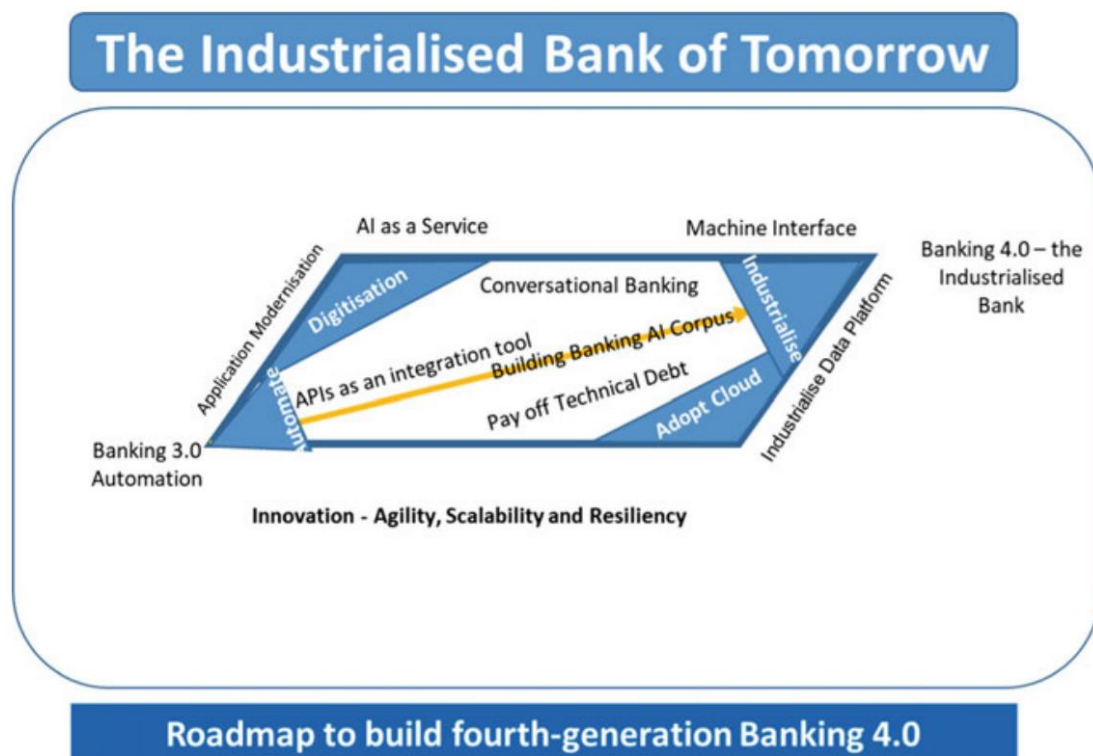 The Industrialised Bank of Tomorrow
AI as a Service
Machine Interface
Banking 4.0 – the
Industrialised
Bank
Application Modernisation
Digitisation
Conversational Banking
Industrialise
Industrialise Data Platform
Building Banking AI Corpus
APIs as an integration tool
Automate
Pay off Technical Debt
Adopt Cloud
Banking 3.0
Automation
Innovation - Agility, Scalability and Resiliency
Roadmap to build fourth-generation Banking 4.0